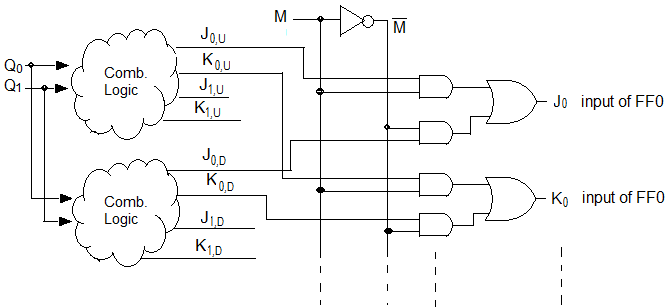 M
M̅
J0,U
Q0
K0,U
J1,U
K1,U
Q1
Comb.
Logic
J0 input of FF0
J0,D
K0,D
J1,D
K1,D
Comb.
Logic
K0 input of FF0